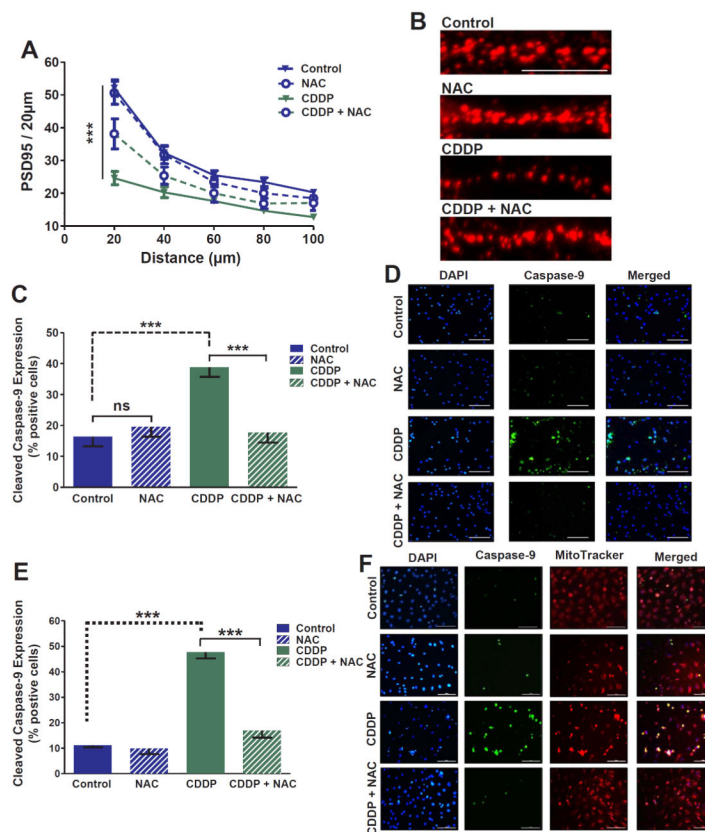 A
PSD95 / 20µm
60
50
40
30
20
10
0
20
40
60
80
100
Distance (µm)
***
Control
NAC
CDDP
CDDP + NAC
B
Control
NAC
CDDP
CDDP + NAC
C
Cleaved Caspase-9 Expression
(% positive cells)
50
40
30
20
10
0
ns
***
***
Control
NAC
CDDP
CDDP + NAC
Control
NAC
CDDP
CDDP + NAC
D
DAPI
Caspase-9
Merged
Control
NAC
CDDP
CDDP + NAC
E
Cleaved Caspase-9 Expression
(% positive cells)
60
50
40
30
20
10
0
***
***
Control
NAC
CDDP
CDDP + NAC
Control
NAC
CDDP
CDDP + NAC
F
DAPI
Caspase-9
MitoTracker
Merged
Control
NAC
CDDP
CDDP + NAC